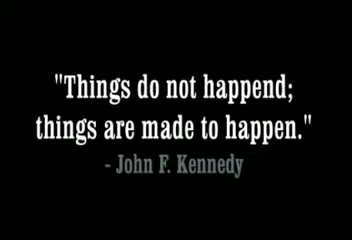 "Things do not happend;
things are made to happen."
- John F. Kennedy